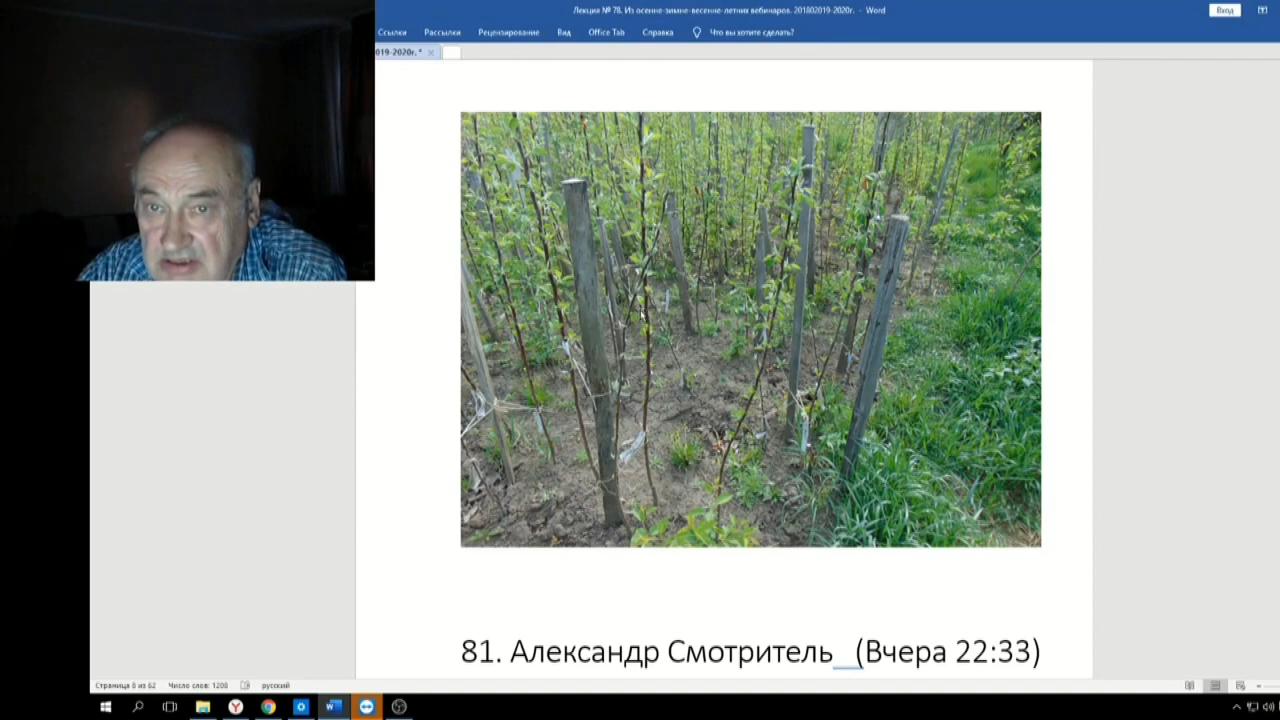 Лекция № 78. Из осенне-зимне-весенне-летних вебинаров. 201802019-2020г. - Word
Вход
Ссылки Рассылки Рецензирование Вид Office Tab Справка Что вы хотите сделать?
019-2020г. *
81. Александр Смотритель (Вчера 22:33)
Страница 6 из 62 Число слов: 1200 русский